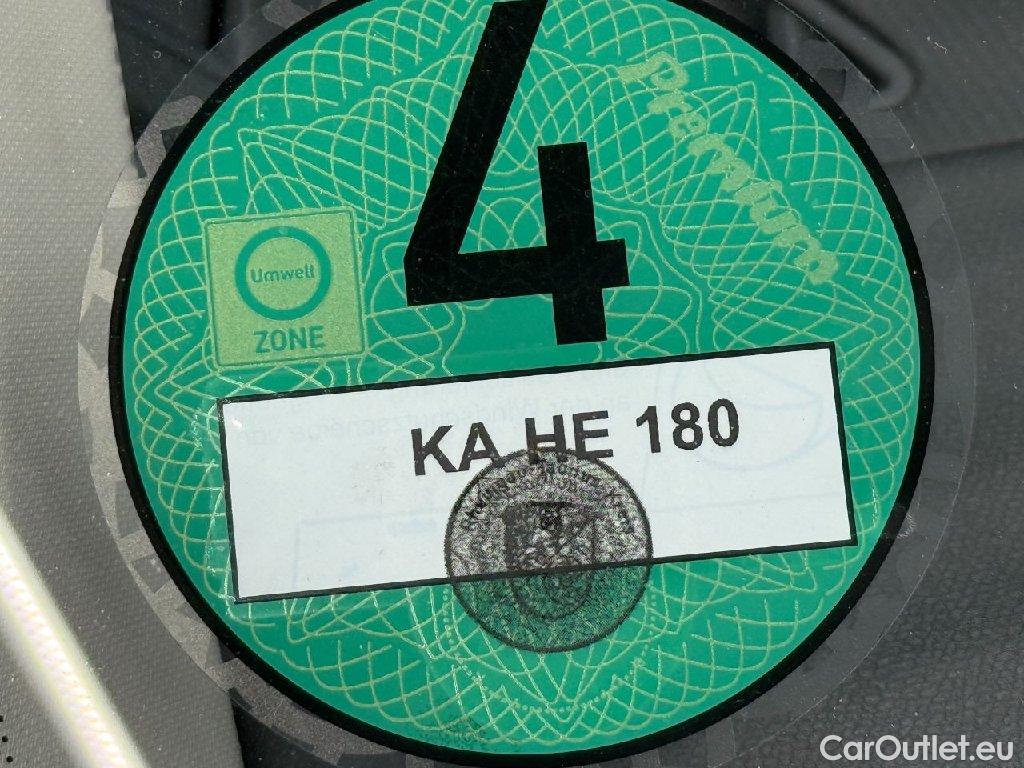 4
Premium
Umwelt
ZONE
KA HE 180
CarOutlet.eu